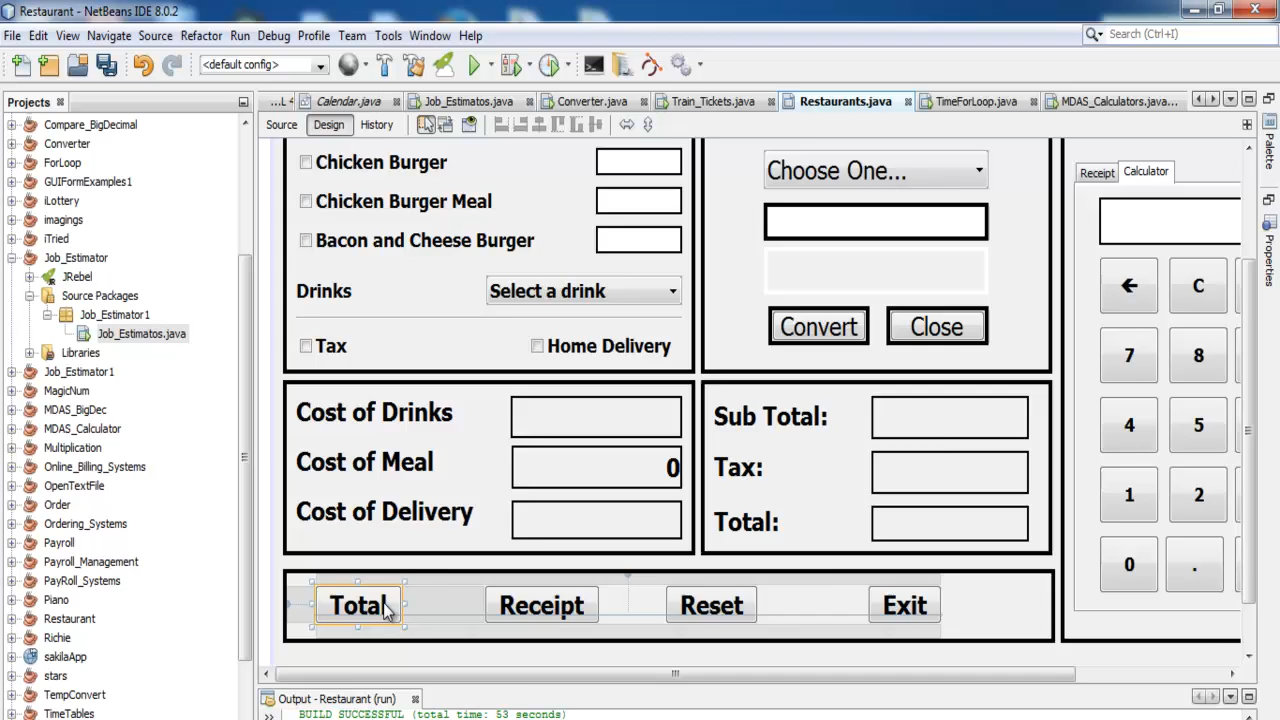 Restaurant - NetBeans IDE 8.0.2
File Edit View Navigate Source Refactor Run Debug Profile Team Tools Window Help
Search (Ctrl+I)
<default config>
Projects
...L 4 Calendar.java Job_Estimatos.java Converter.java Train_Tickets.java Restaurants.java TimeForLoop.java MDAS_Calculators.java...
Source Design History
Compare_BigDecimal
Converter
ForLoop
GUIFormExamples1
iLottery
imagings
iTried
Job_Estimator
JRebel
Source Packages
Job_Estimator1
Job_Estimatos.java
Libraries
Job_Estimator1
MagicNum
MDAS_BigDec
MDAS_Calculator
Multiplication
Online_Billing_Systems
OpenTextFile
Order
Ordering_Systems
Payroll
Payroll_Management
PayRoll_Systems
Piano
Restaurant
Richie
sakilaApp
stars
TempConvert
TimeTables
Chicken Burger
Chicken Burger Meal
Bacon and Cheese Burger
Drinks Select a drink
Tax Home Delivery
Choose One...
Convert Close
Cost of Drinks
Cost of Meal 0
Cost of Delivery
Sub Total:
Tax:
Total:
Total Receipt Reset Exit
Receipt Calculator
C
7 8
4 5
1 2
0 .
Palette
Properties
Output - Restaurant (run)
BUILD SUCCESSFUL (total time: 53 seconds)